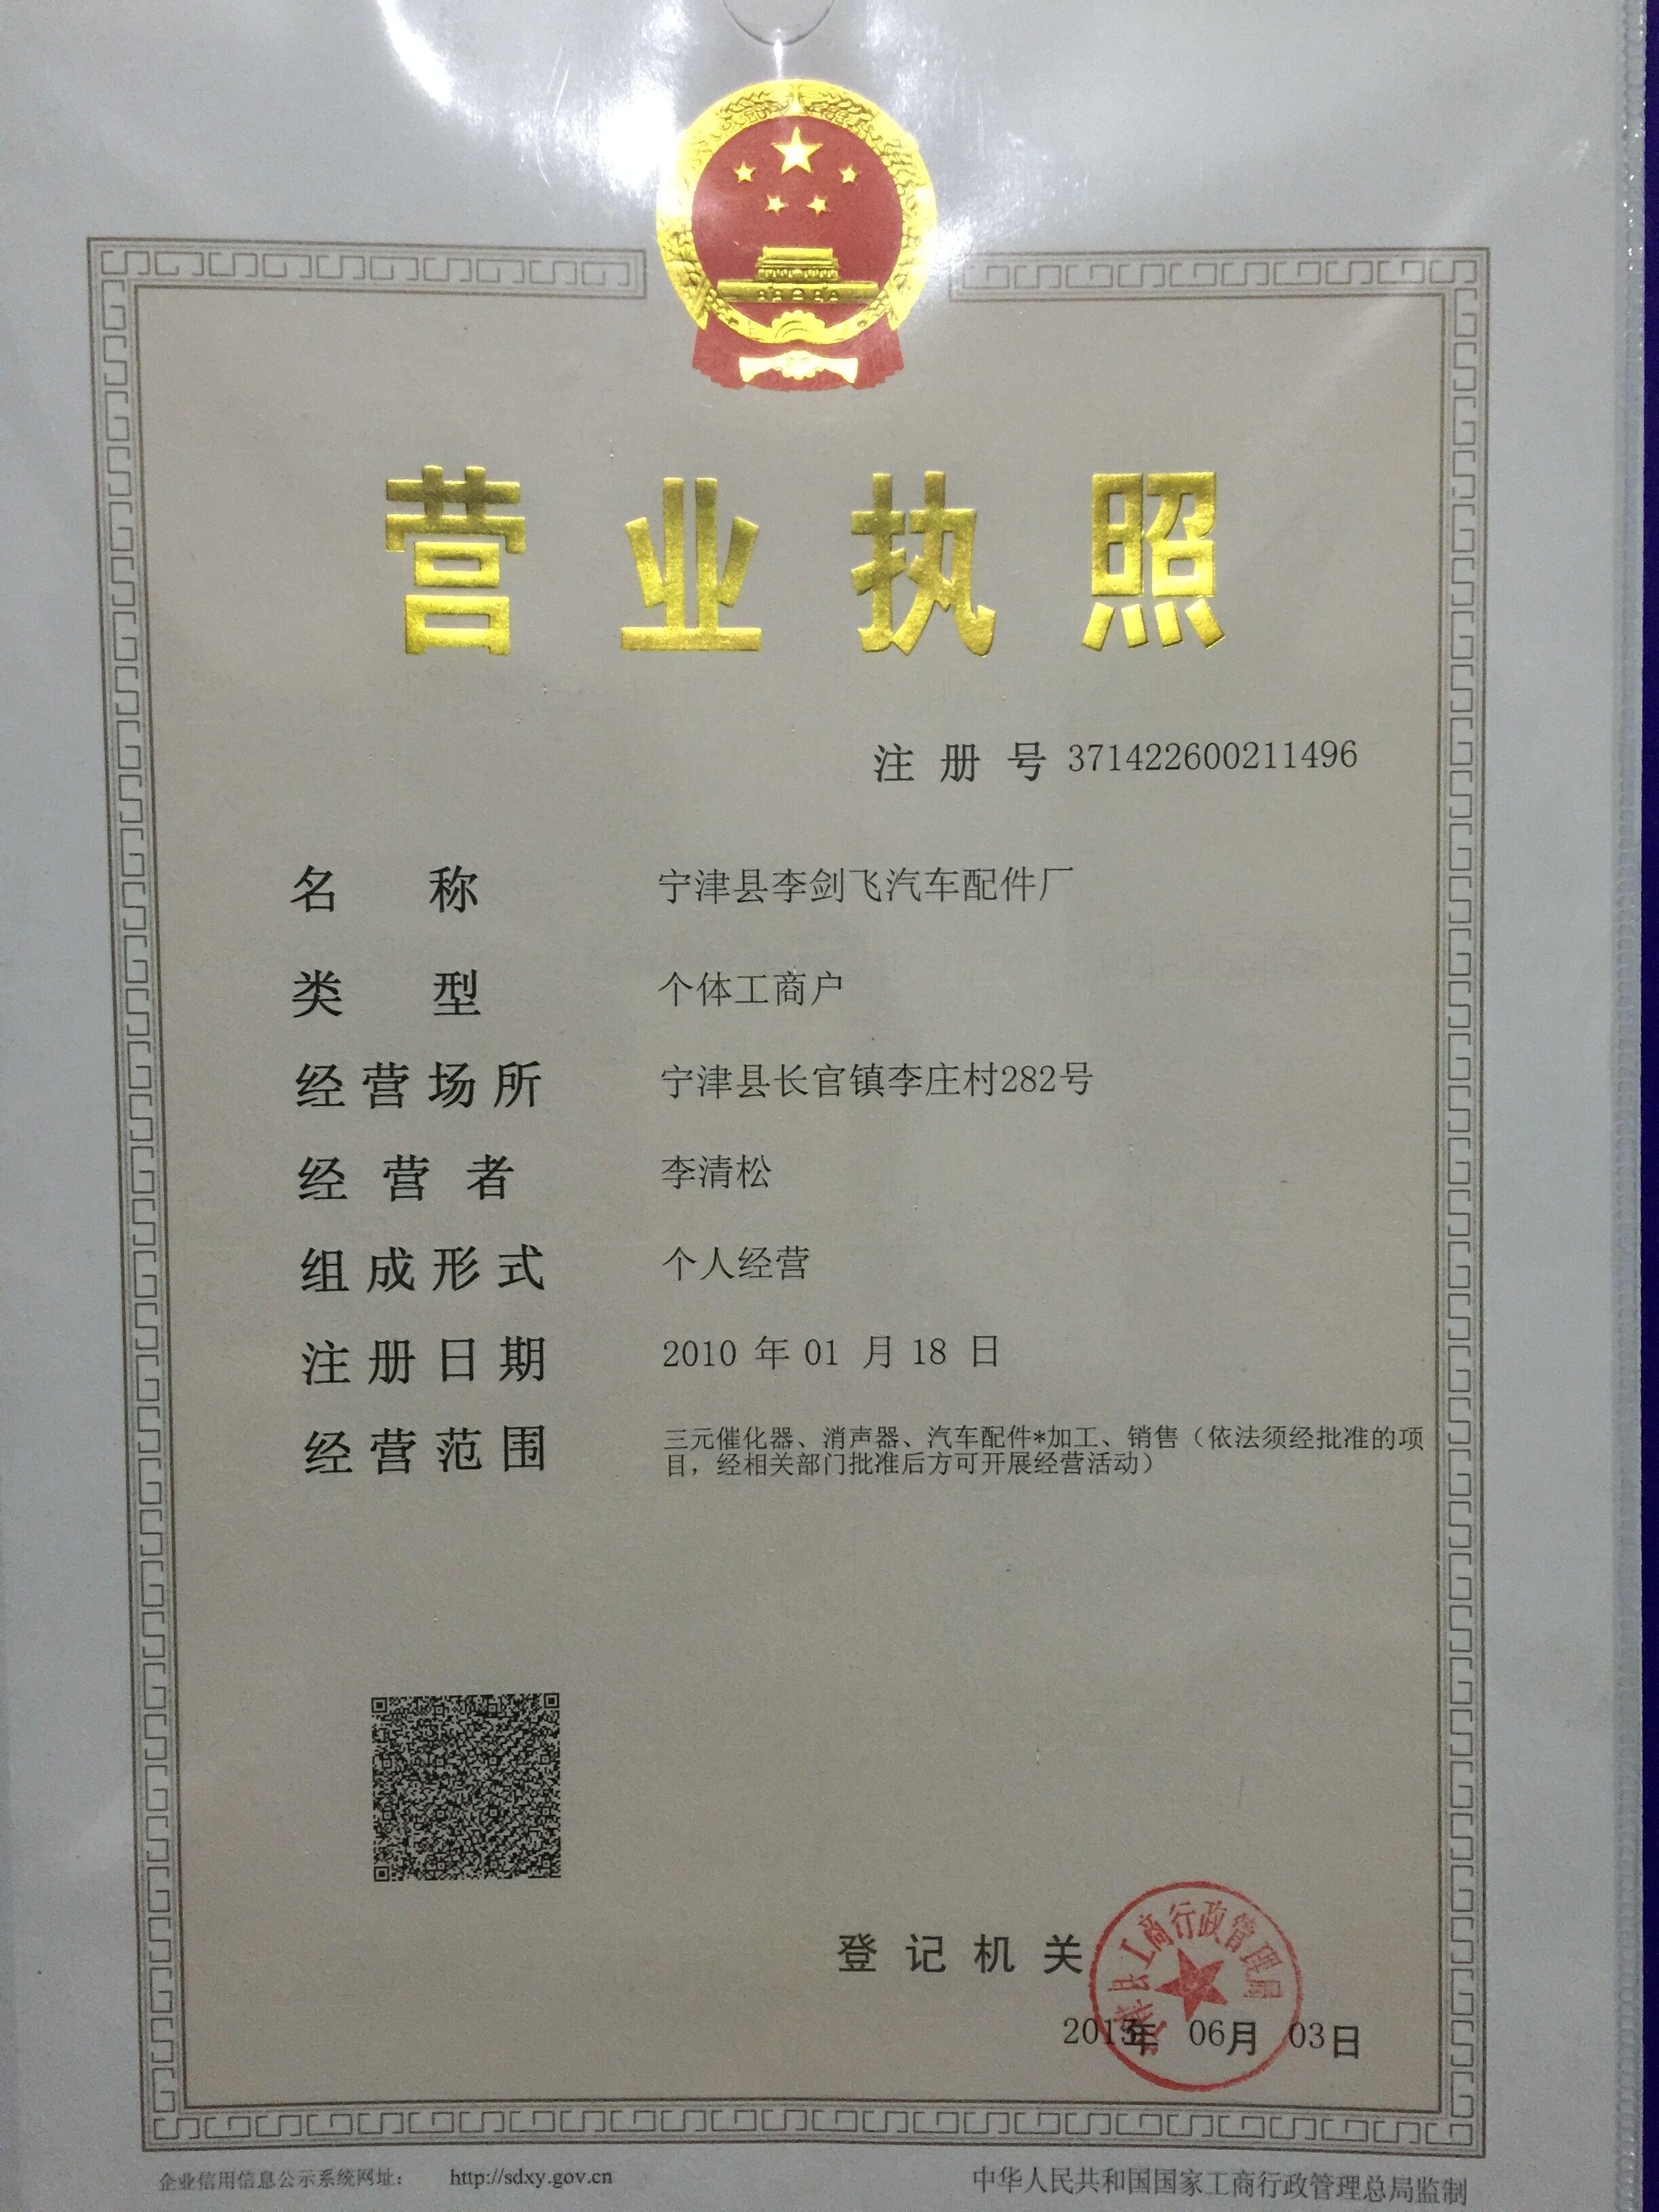 营业执照
注册号 371422600211496
名称 宁津县李剑飞汽车配件厂
类型 个体工商户
经营场所 宁津县长官镇李庄村282号
经营者 李清松
组成形式 个人经营
注册日期 2010 年 01 月 18 日
经营范围 三元催化器、消声器、汽车配件*加工、销售（依法须经批准的项
目，经相关部门批准后方可开展经营活动）
登记机关
宁津县工商行政管理局
2015年 06月 03日
企业信用信息公示系统网址： http://sdxy.gov.cn
中华人民共和国国家工商行政管理总局监制